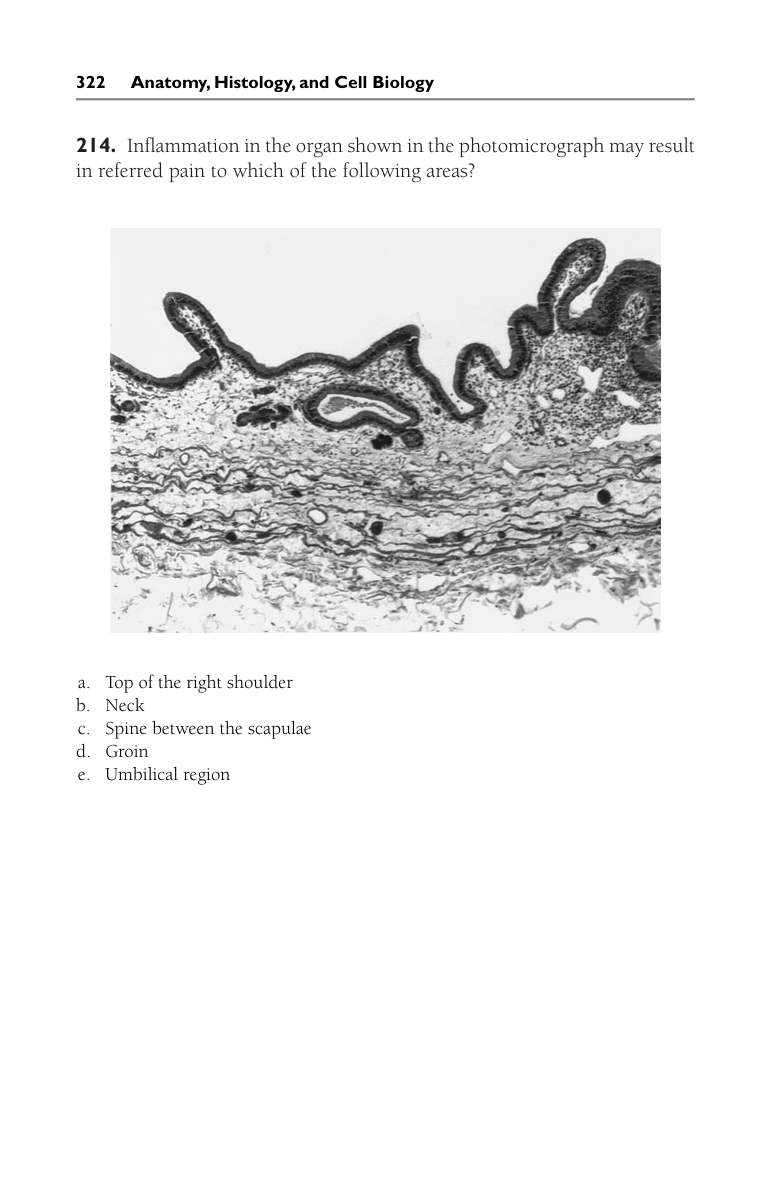 322 Anatomy, Histology, and Cell Biology
214. Inflammation in the organ shown in the photomicrograph may result
in referred pain to which of the following areas?
a. Top of the right shoulder
b. Neck
c. Spine between the scapulae
d. Groin
e. Umbilical region